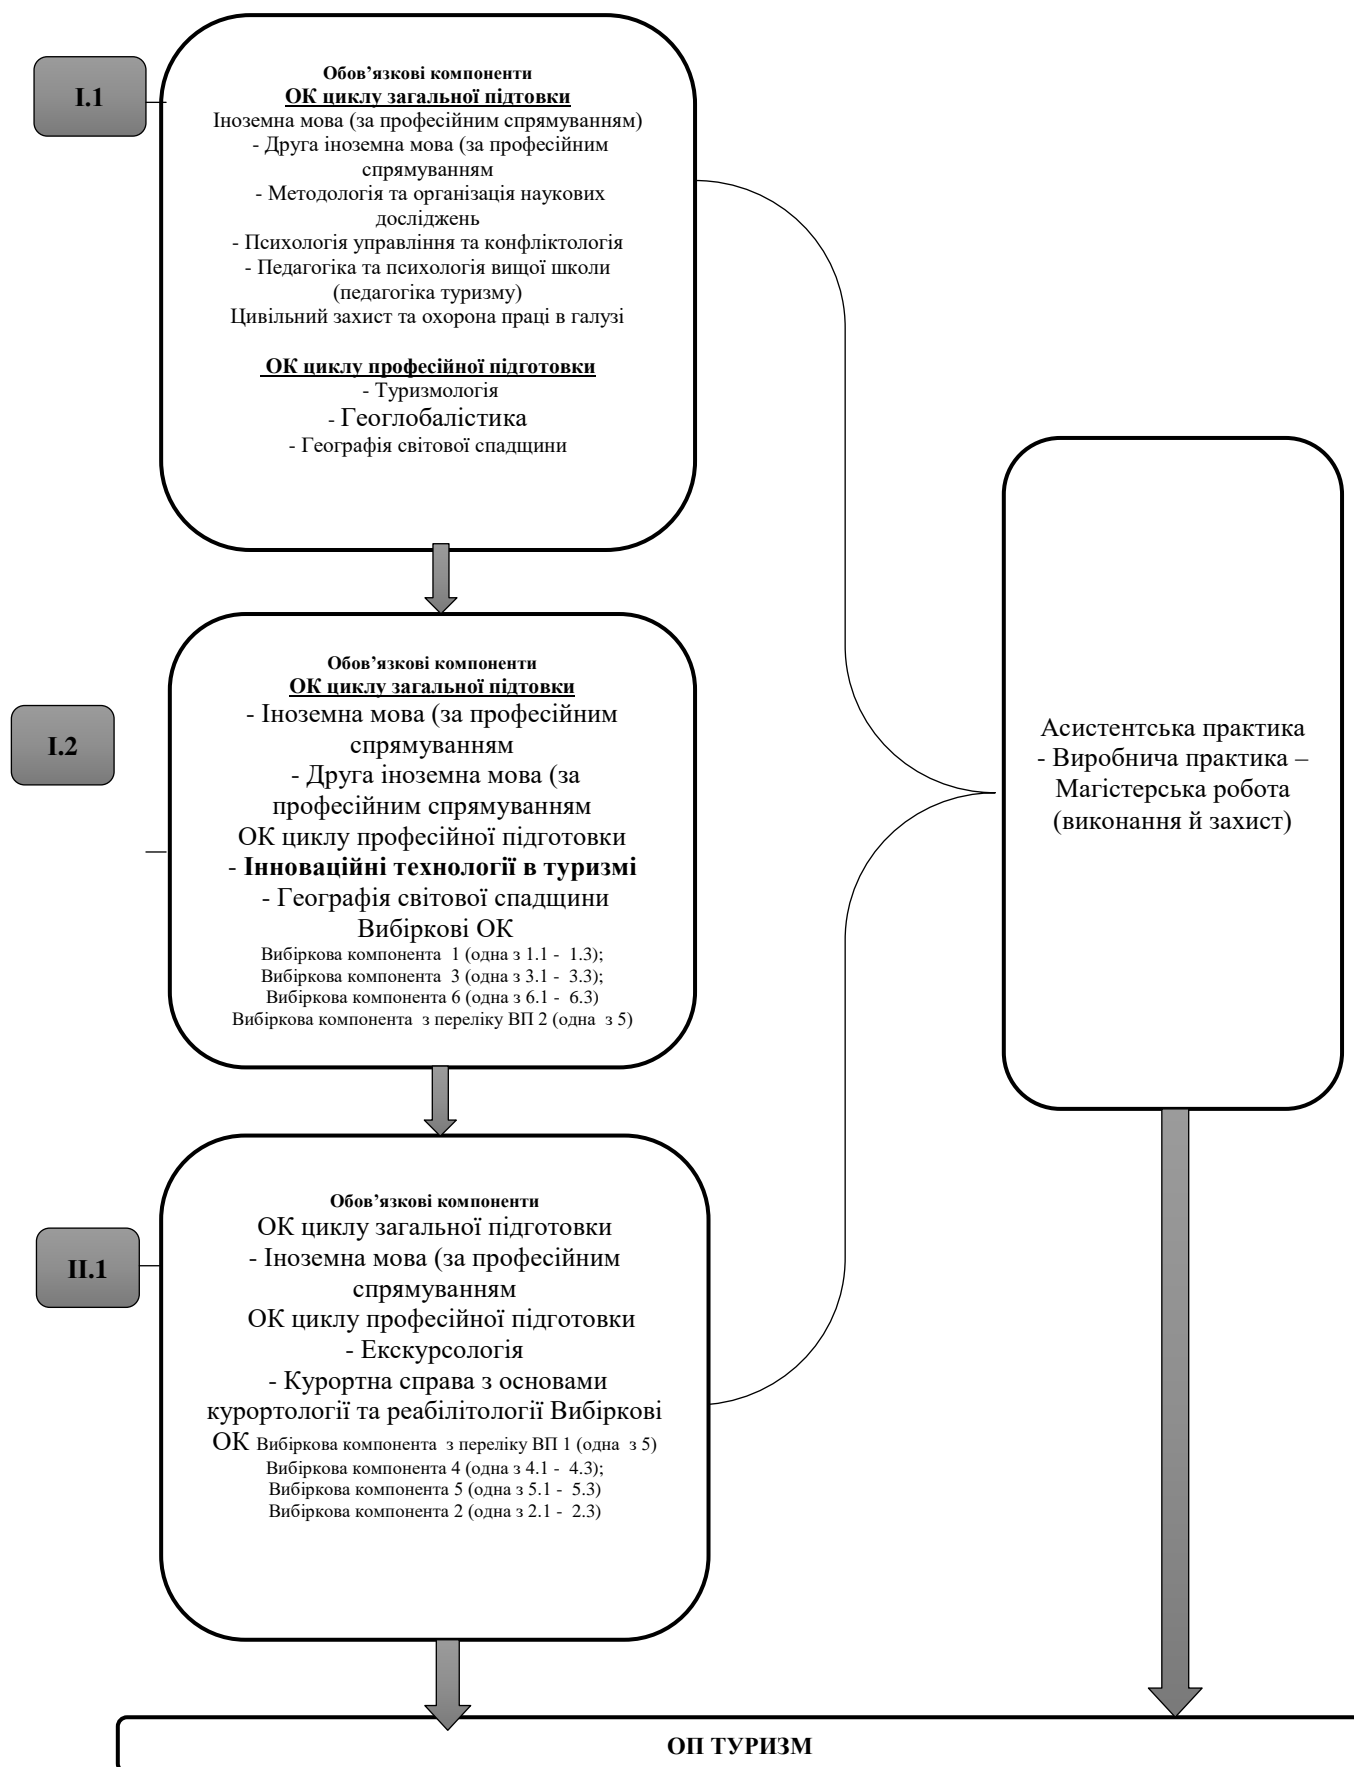 І.1
Обов’язкові компоненти
ОК циклу загальної підтовки
Іноземна мова (за професійним спрямуванням)
- Друга іноземна мова (за професійним
спрямуванням
- Методологія та організація наукових
досліджень
- Психологія управління та конфліктологія
- Педагогіка та психологія вищої школи
(педагогіка туризму)
Цивільний захист та охорона праці в галузі
ОК циклу професійної підготовки
- Туризмологія
- Геоглобалістика
- Географія світової спадщини
І.2
Обов’язкові компоненти
ОК циклу загальної підтовки
- Іноземна мова (за професійним
спрямуванням
- Друга іноземна мова (за
професійним спрямуванням
ОК циклу професійної підготовки
- Інноваційні технології в туризмі
- Географія світової спадщини
Вибіркові ОК
Вибіркова компонента 1 (одна з 1.1 - 1.3);
Вибіркова компонента 3 (одна з 3.1 - 3.3);
Вибіркова компонента 6 (одна з 6.1 - 6.3)
Вибіркова компонента з переліку ВП 2 (одна з 5)
ІІ.1
Обов’язкові компоненти
ОК циклу загальної підготовки
- Іноземна мова (за професійним
спрямуванням
ОК циклу професійної підготовки
- Екскурсологія
- Курортна справа з основами
курортології та реабілітології Вибіркові
ОК Вибіркова компонента з переліку ВП 1 (одна з 5)
Вибіркова компонента 4 (одна з 4.1 - 4.3);
Вибіркова компонента 5 (одна з 5.1 - 5.3)
Вибіркова компонента 2 (одна з 2.1 - 2.3)
Асистентська практика
- Виробнича практика –
Магістерська робота
(виконання й захист)
ОП ТУРИЗМ